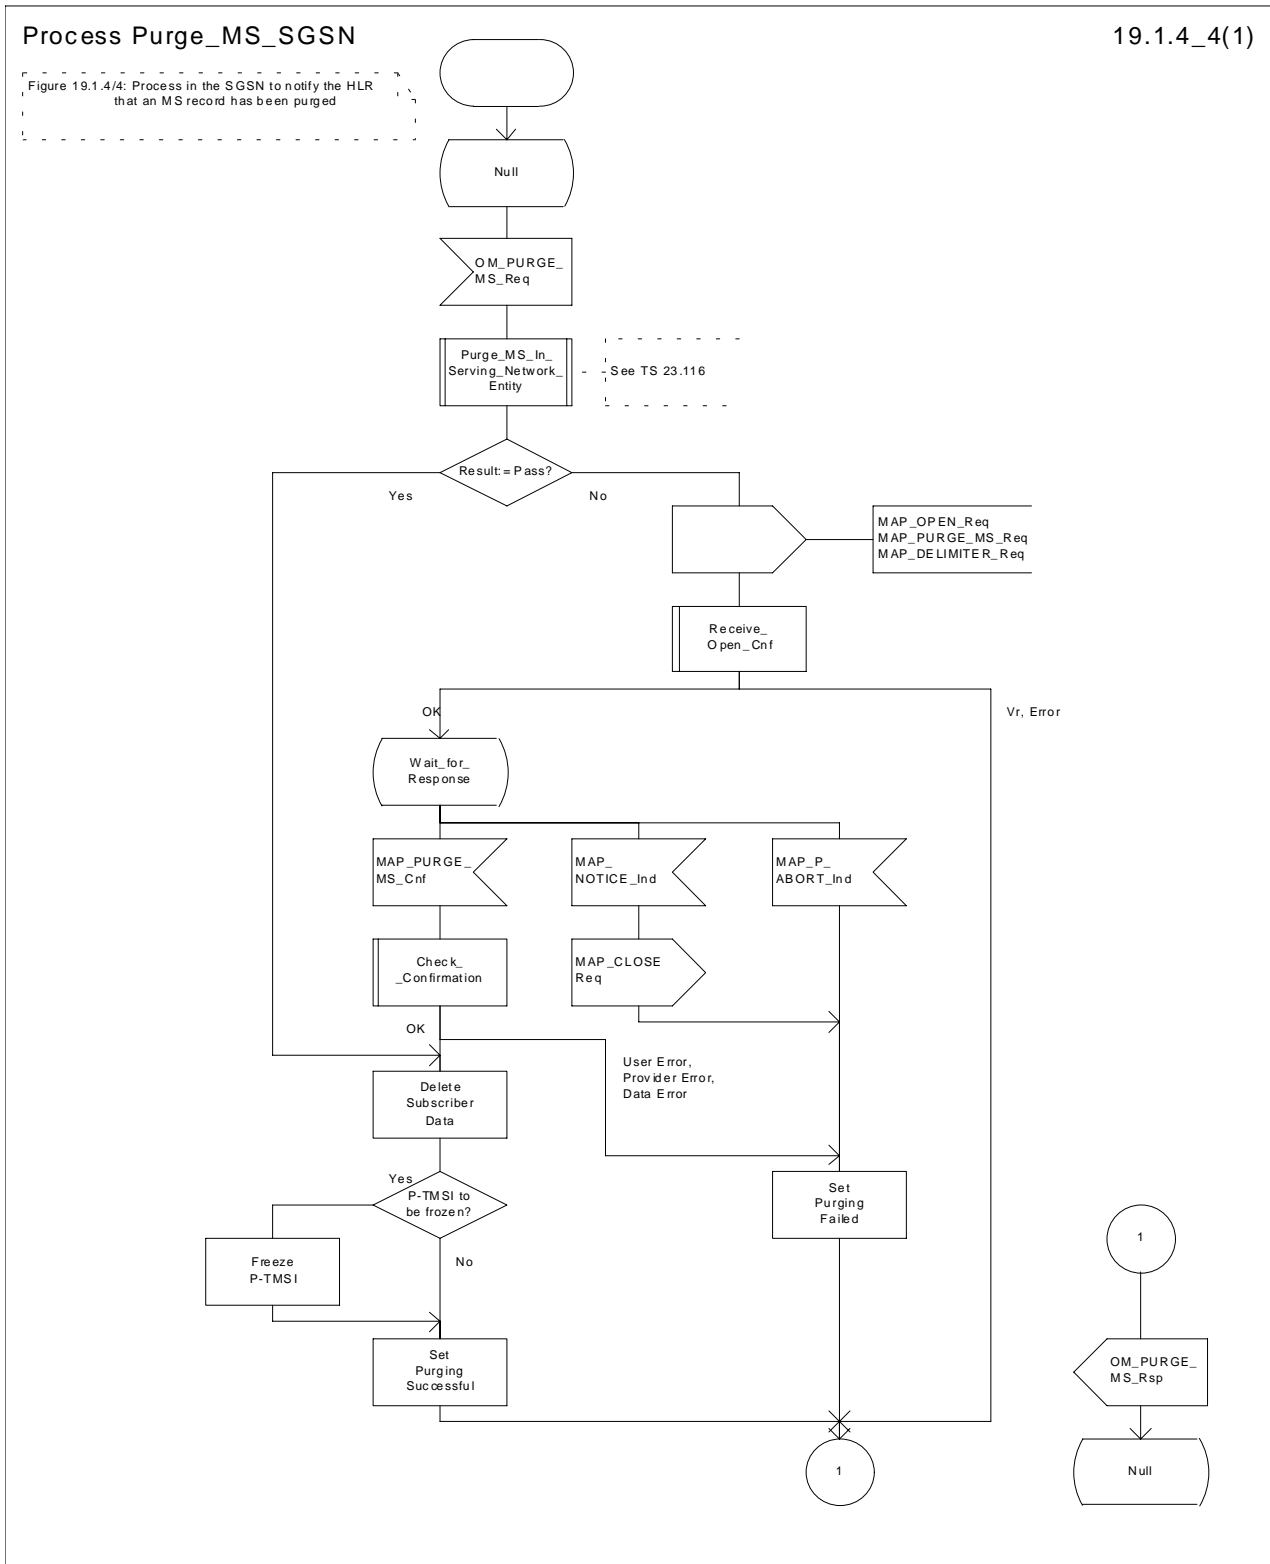 Process Purge_MS_SGSN
19.1.4_4(1)
Figure 19.1.4/4: Process in the SGSN to notify the HLR
that an MS record has been purged
Null
OM_PURGE_
MS_Req
Purge_MS_In_
Serving_Network_
Entity
See TS 23.116
Result:=Pass?
Yes
No
MAP_OPEN_Req
MAP_PURGE_MS_Req
MAP_DELIMITER_Req
Receive_
Open_Cnf
OK
Vr, Error
Wait_for_
Response
MAP_PURGE_
MS_Cnf
MAP_
NOTICE_Ind
MAP_P_
ABORT_Ind
Check_
_Confirmation
MAP_CLOSE
Req
OK
User Error,
Provider Error,
Data Error
Delete
Subscriber
Data
Yes
P-TMSI to
be frozen?
Set
Purging
Failed
Freeze
P-TMSI
No
1
Set
Purging
Successful
OM_PURGE_
MS_Rsp
1
Null